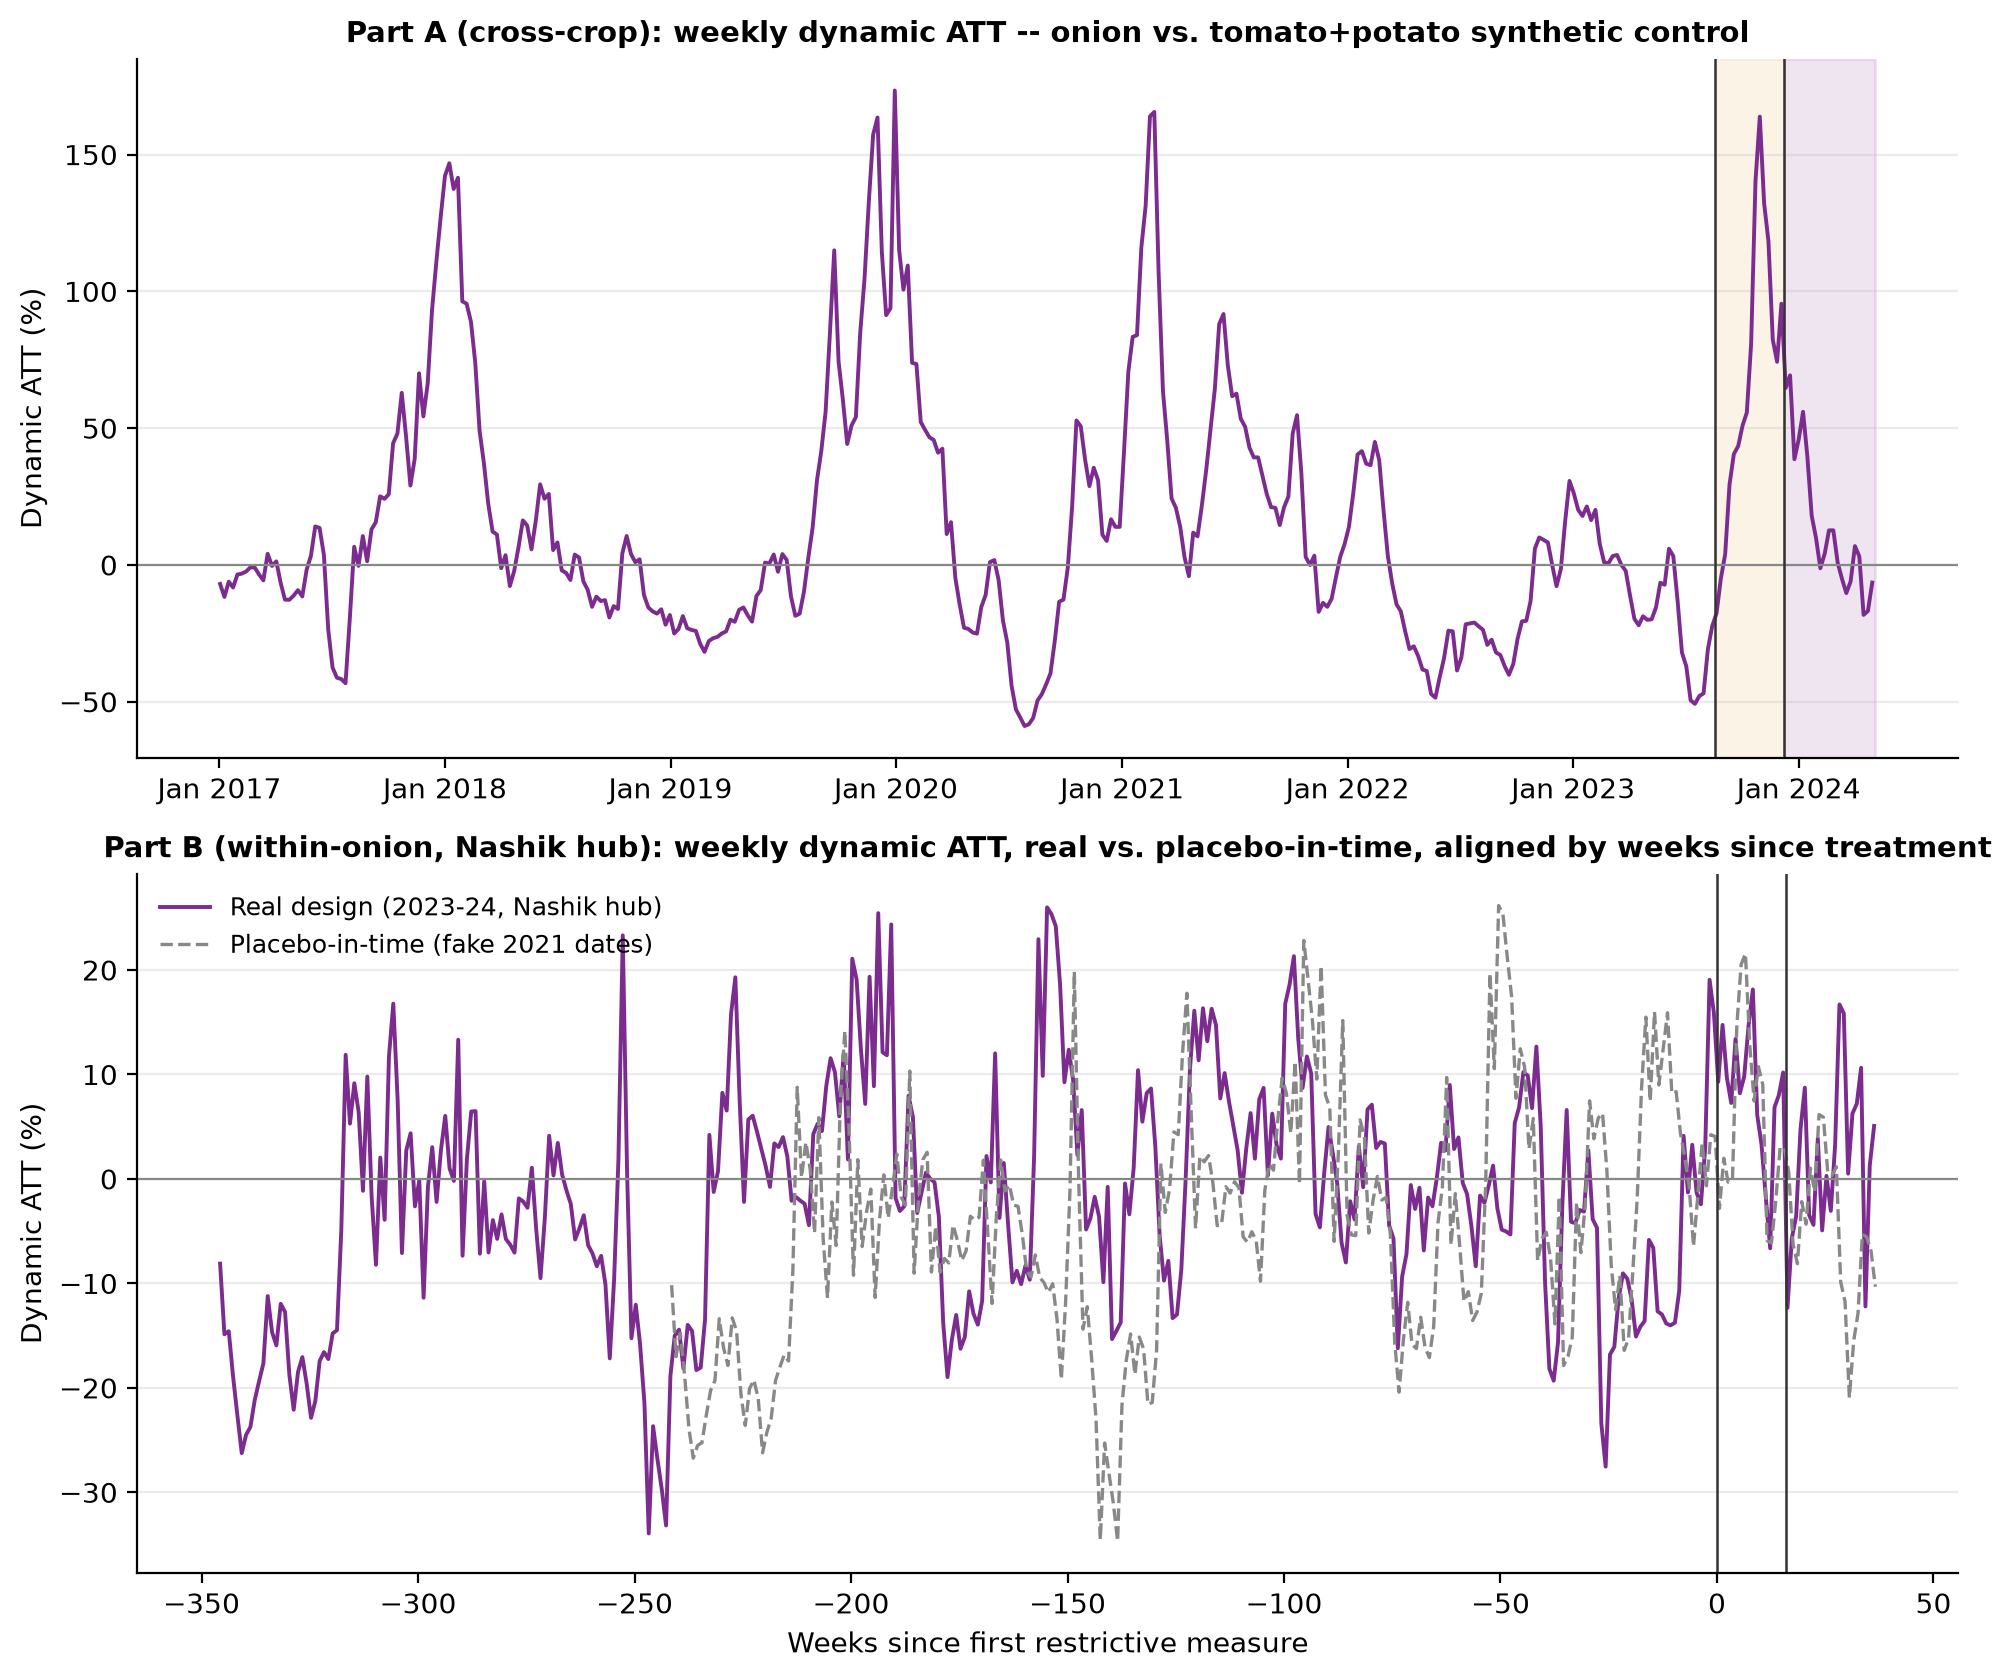 Part A (cross-crop): weekly dynamic ATT -- onion vs. tomato+potato synthetic control
Dynamic ATT (%)
150
100
50
0
−50
Jan 2017
Jan 2018
Jan 2019
Jan 2020
Jan 2021
Jan 2022
Jan 2023
Jan 2024
Part B (within-onion, Nashik hub): weekly dynamic ATT, real vs. placebo-in-time, aligned by weeks since treatment
Real design (2023-24, Nashik hub)
Placebo-in-time (fake 2021 dates)
Dynamic ATT (%)
20
10
0
−10
−20
−30
−350
−300
−250
−200
−150
−100
−50
0
50
Weeks since first restrictive measure